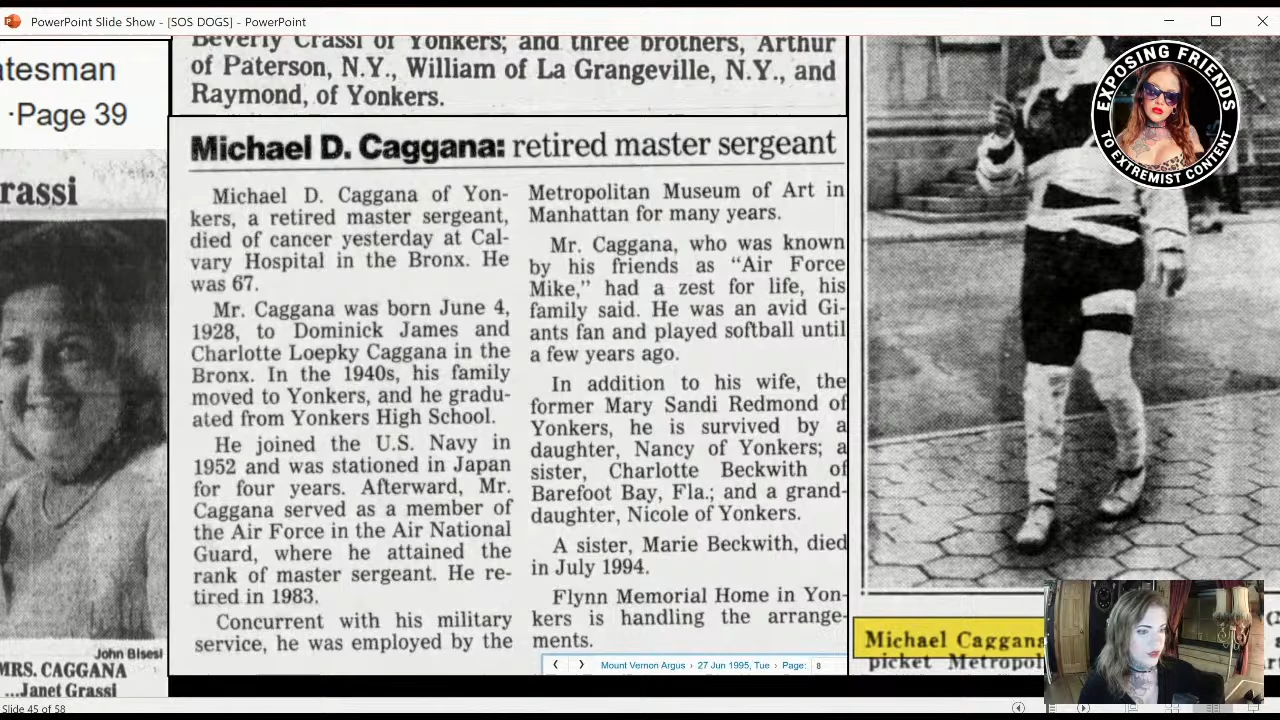 PowerPoint Slide Show - [SOS DOGS] - PowerPoint
atesman
·Page 39
rassi
John Bisesi
MRS. CAGGANA
...Janet Grassi
Beverly Crassi of Yonkers; and three brothers, Arthur
of Paterson, N.Y., William of La Grangeville, N.Y., and
Raymond, of Yonkers.
Michael D. Caggana: retired master sergeant
Michael D. Caggana of Yon-
kers, a retired master sergeant,
died of cancer yesterday at Cal-
vary Hospital in the Bronx. He
was 67.
Mr. Caggana was born June 4,
1928, to Dominick James and
Charlotte Loepky Caggana in the
Bronx. In the 1940s, his family
moved to Yonkers, and he gradu-
ated from Yonkers High School.
He joined the U.S. Navy in
1952 and was stationed in Japan
for four years. Afterward, Mr.
Caggana served as a member of
the Air Force in the Air National
Guard, where he attained the
rank of master sergeant. He re-
tired in 1983.
Concurrent with his military
service, he was employed by the
Metropolitan Museum of Art in
Manhattan for many years.
Mr. Caggana, who was known
by his friends as "Air Force
Mike," had a zest for life, his
family said. He was an avid Gi-
ants fan and played softball until
a few years ago.
In addition to his wife, the
former Mary Sandi Redmond of
Yonkers, he is survived by a
daughter, Nancy of Yonkers; a
sister, Charlotte Beckwith of
Barefoot Bay, Fla.; and a grand-
daughter, Nicole of Yonkers.
A sister, Marie Beckwith, died
in July 1994.
Flynn Memorial Home in Yon-
kers is handling the arrange-
ments.
Mount Vernon Argus › 27 Jun 1995, Tue › Page: 8
EXPOSING FRIENDS
TO EXTREMIST CONTENT
Michael Caggana
picket Metropol
Slide 45 of 58